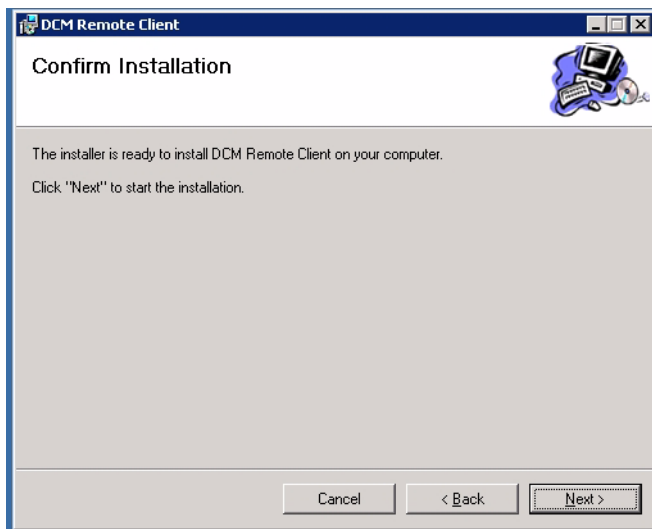 DCM Remote Client
Confirm Installation
The installer is ready to install DCM Remote Client on your computer.
Click "Next" to start the installation.
Cancel
< Back
Next >